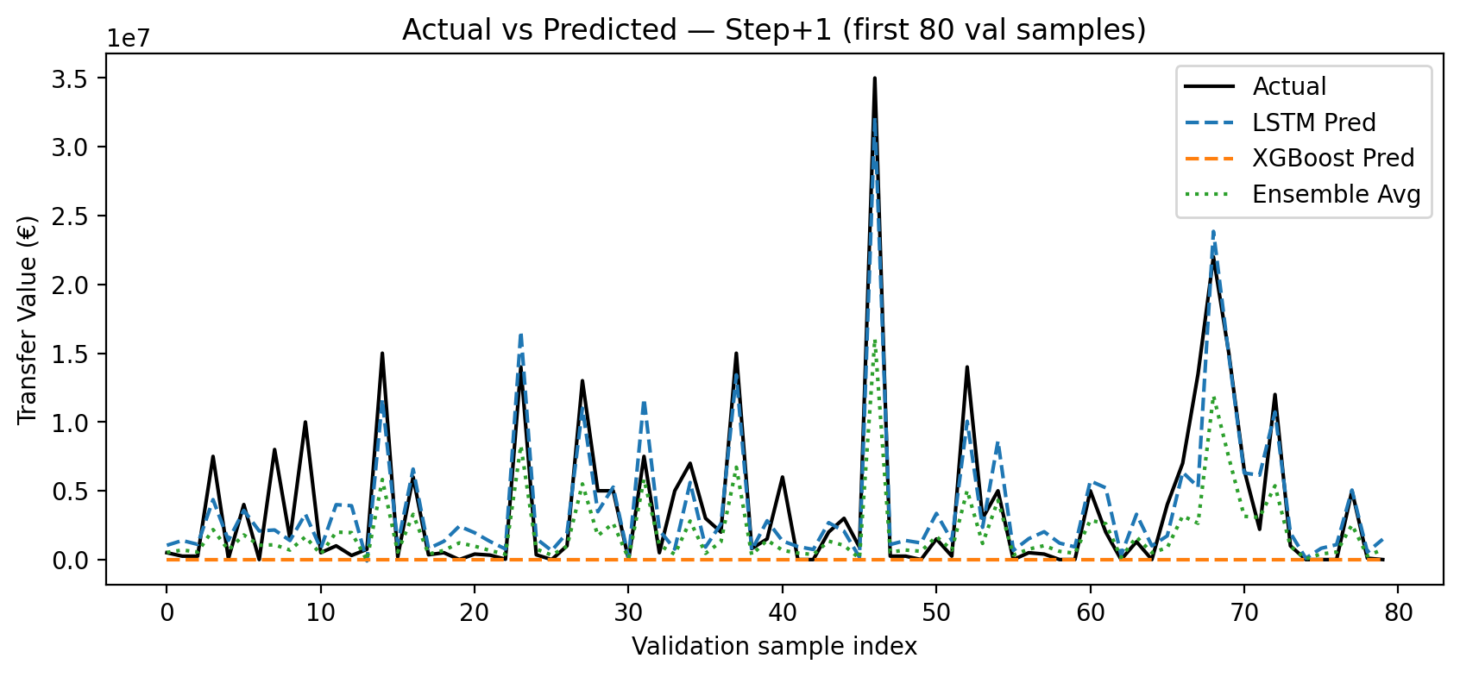 Actual vs Predicted — Step+1 (first 80 val samples)
1e7
3.5
3.0
2.5
2.0
1.5
1.0
0.5
0.0
Transfer Value (€)
Actual
LSTM Pred
XGBoost Pred
Ensemble Avg
0 10 20 30 40 50 60 70 80
Validation sample index